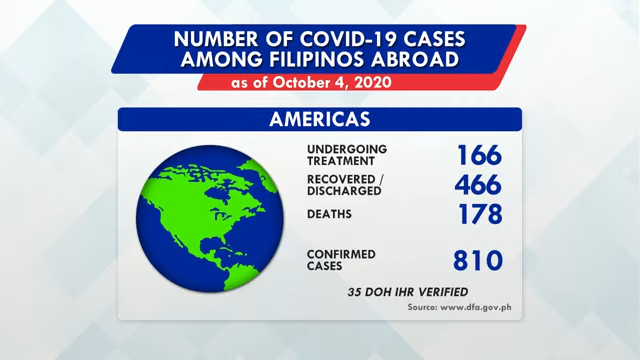 NUMBER OF COVID-19 CASES
AMONG FILIPINOS ABROAD
as of October 4, 2020
AMERICAS
UNDERGOING
TREATMENT 166
RECOVERED /
DISCHARGED 466
DEATHS 178
CONFIRMED
CASES 810
35 DOH IHR VERIFIED
Source: www.dfa.gov.ph